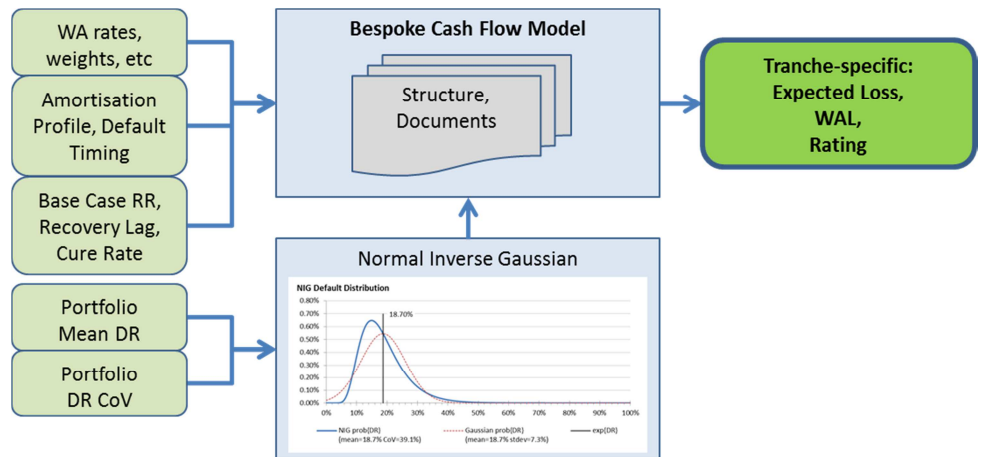 WA rates,
weights, etc
Amortisation
Profile, Default
Timing
Base Case RR,
Recovery Lag,
Cure Rate
Portfolio
Mean DR
Portfolio
DR CoV
Bespoke Cash Flow Model
Structure,
Documents
Normal Inverse Gaussian
NIG Default Distribution
0.80%
0.70%
0.60%
0.50%
0.40%
0.30%
0.20%
0.10%
0.00%
18.70%
0% 10% 20% 30% 40% 50% 60% 70% 80% 90% 100%
NIG prob(DR) Gaussian prob(DR) exp(DR)
(mean=18.7% CoV=39.1%) (mean=18.7% stdev=7.3%)
Tranche-specific:
Expected Loss,
WAL,
Rating